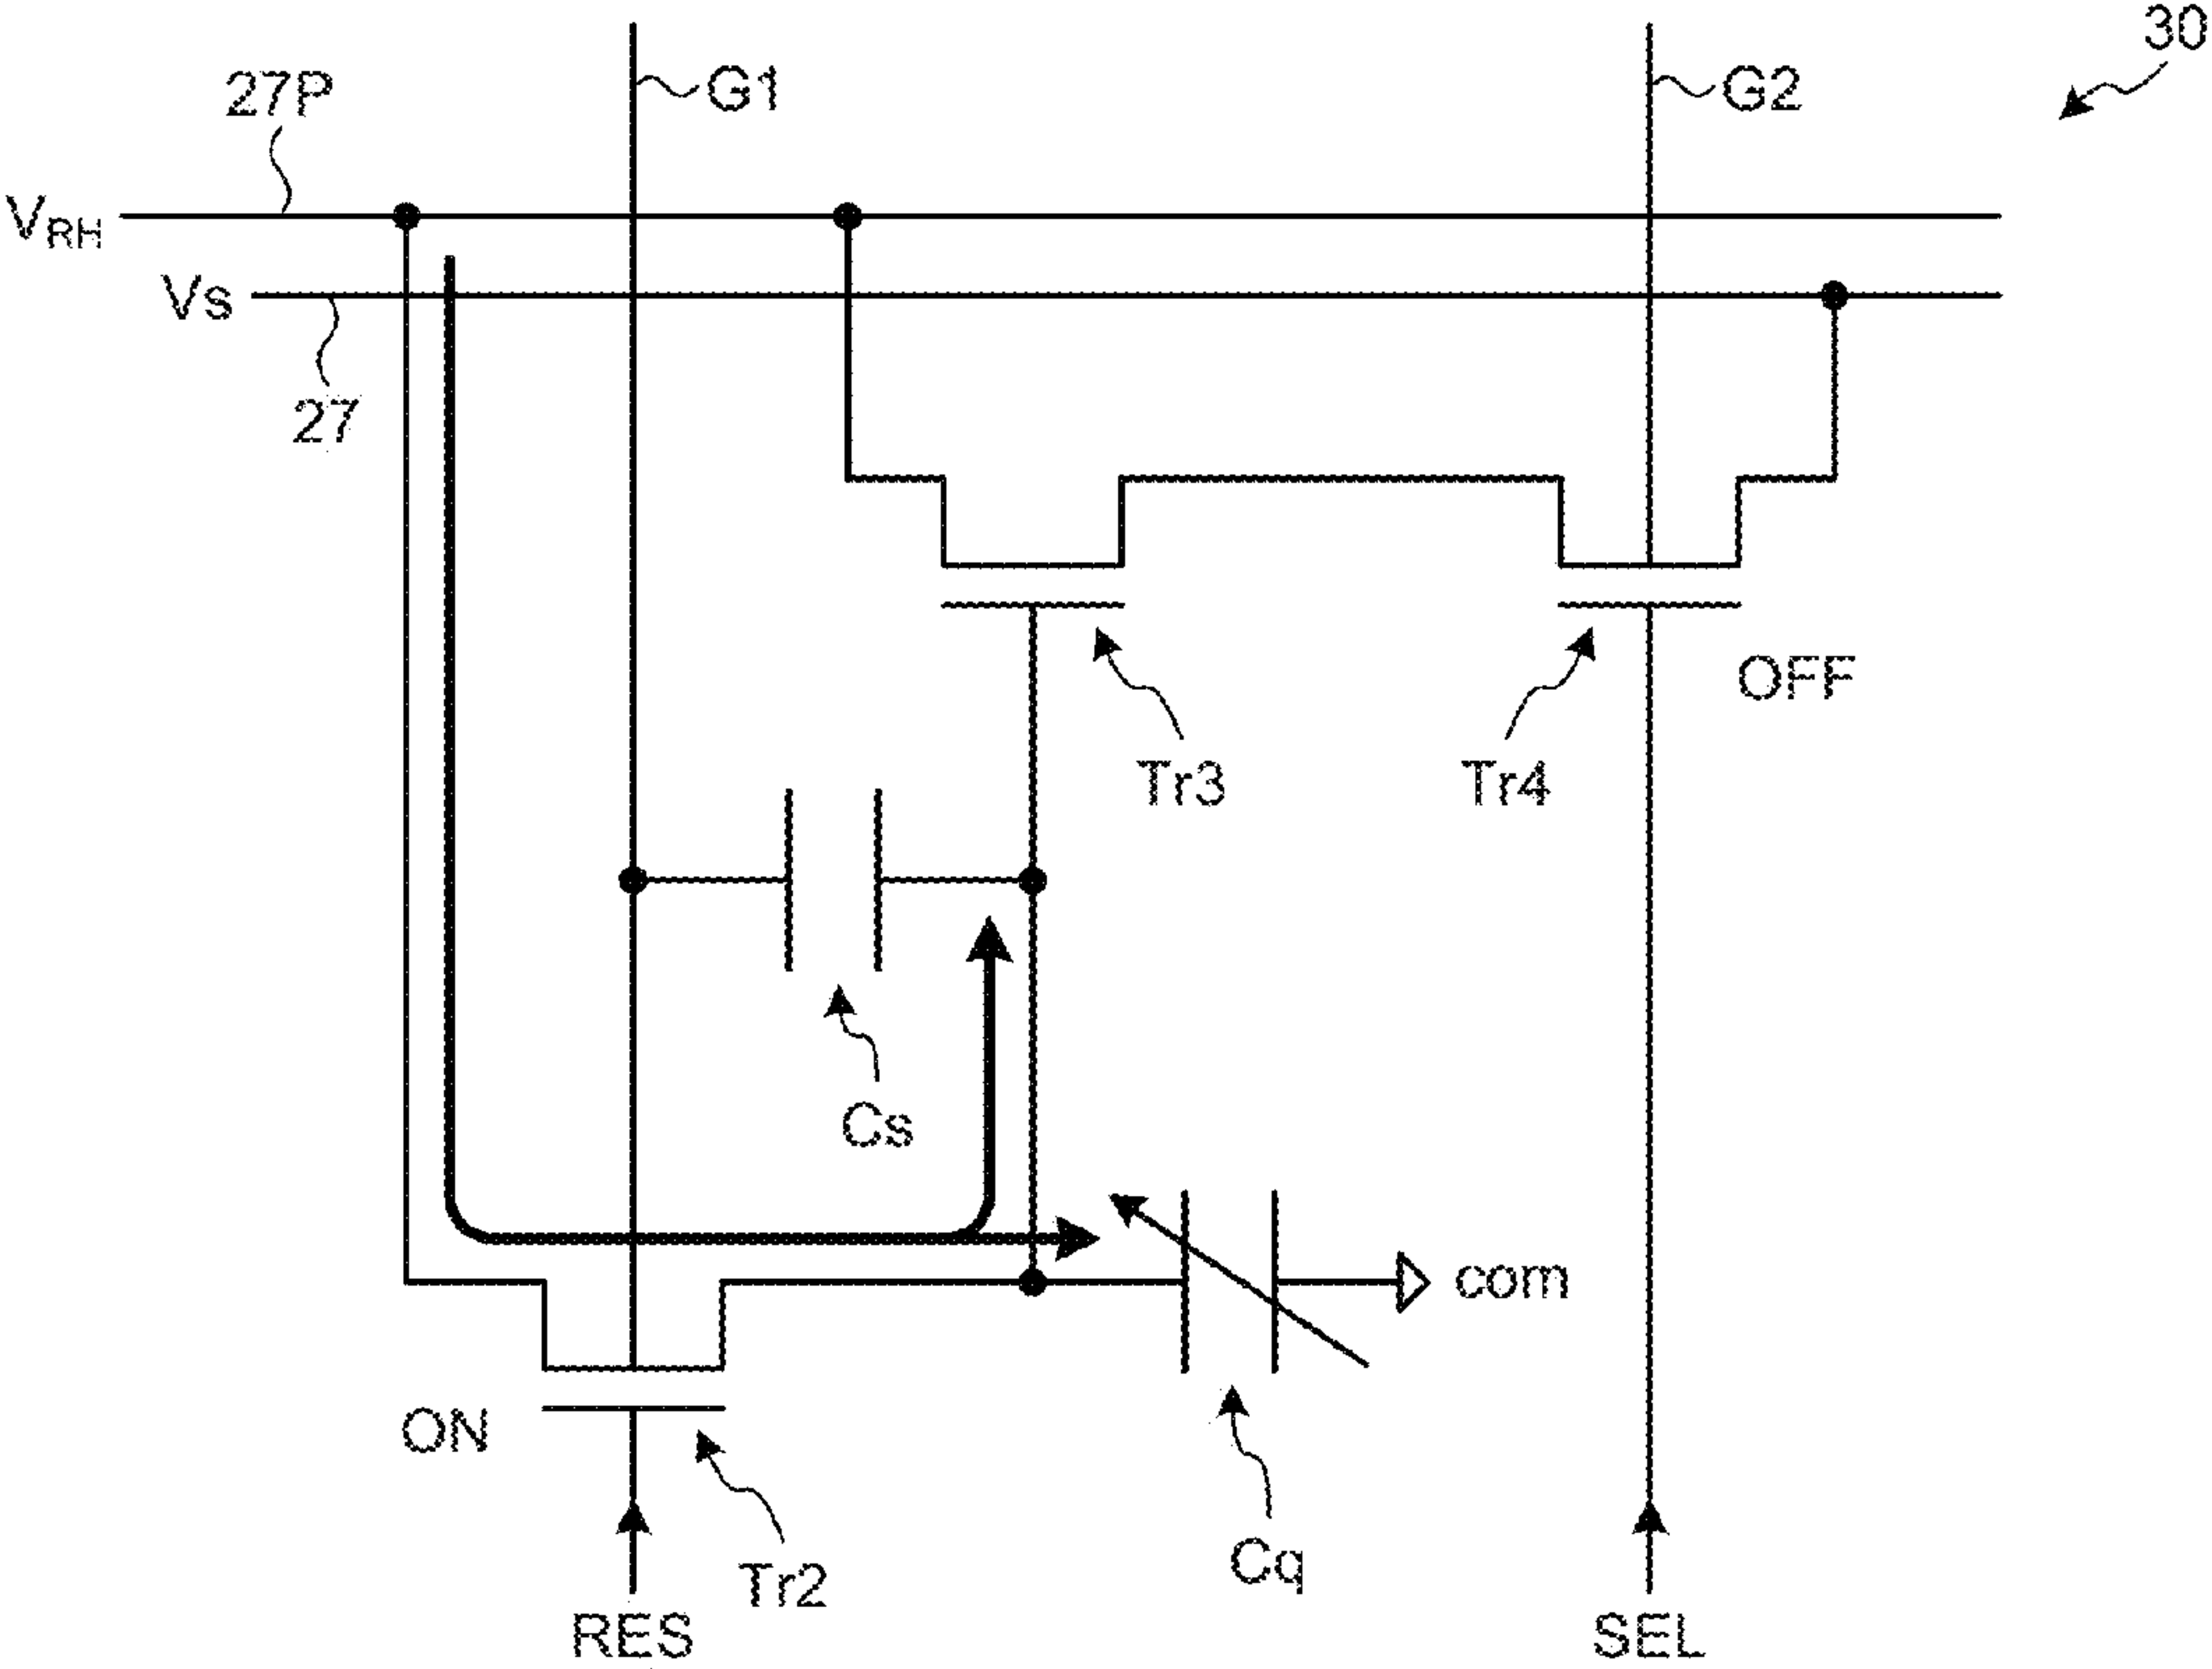 30
27P
G1
G2
VRH
Vs
27
OFF
Tr3
Tr4
Cs
com
ON
Cq
Tr2
RES
SEL